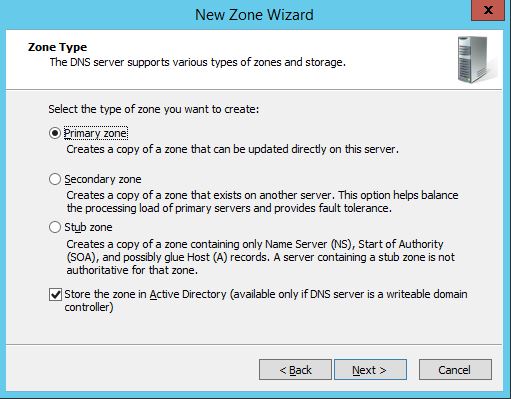 New Zone Wizard
x
Zone Type
The DNS server supports various types of zones and storage.
Select the type of zone you want to create:
Primary zone
Creates a copy of a zone that can be updated directly on this server.
Secondary zone
Creates a copy of a zone that exists on another server. This option helps balance
the processing load of primary servers and provides fault tolerance.
Stub zone
Creates a copy of a zone containing only Name Server (NS), Start of Authority
(SOA), and possibly glue Host (A) records. A server containing a stub zone is not
authoritative for that zone.
Store the zone in Active Directory (available only if DNS server is a writeable domain
controller)
< Back Next > Cancel